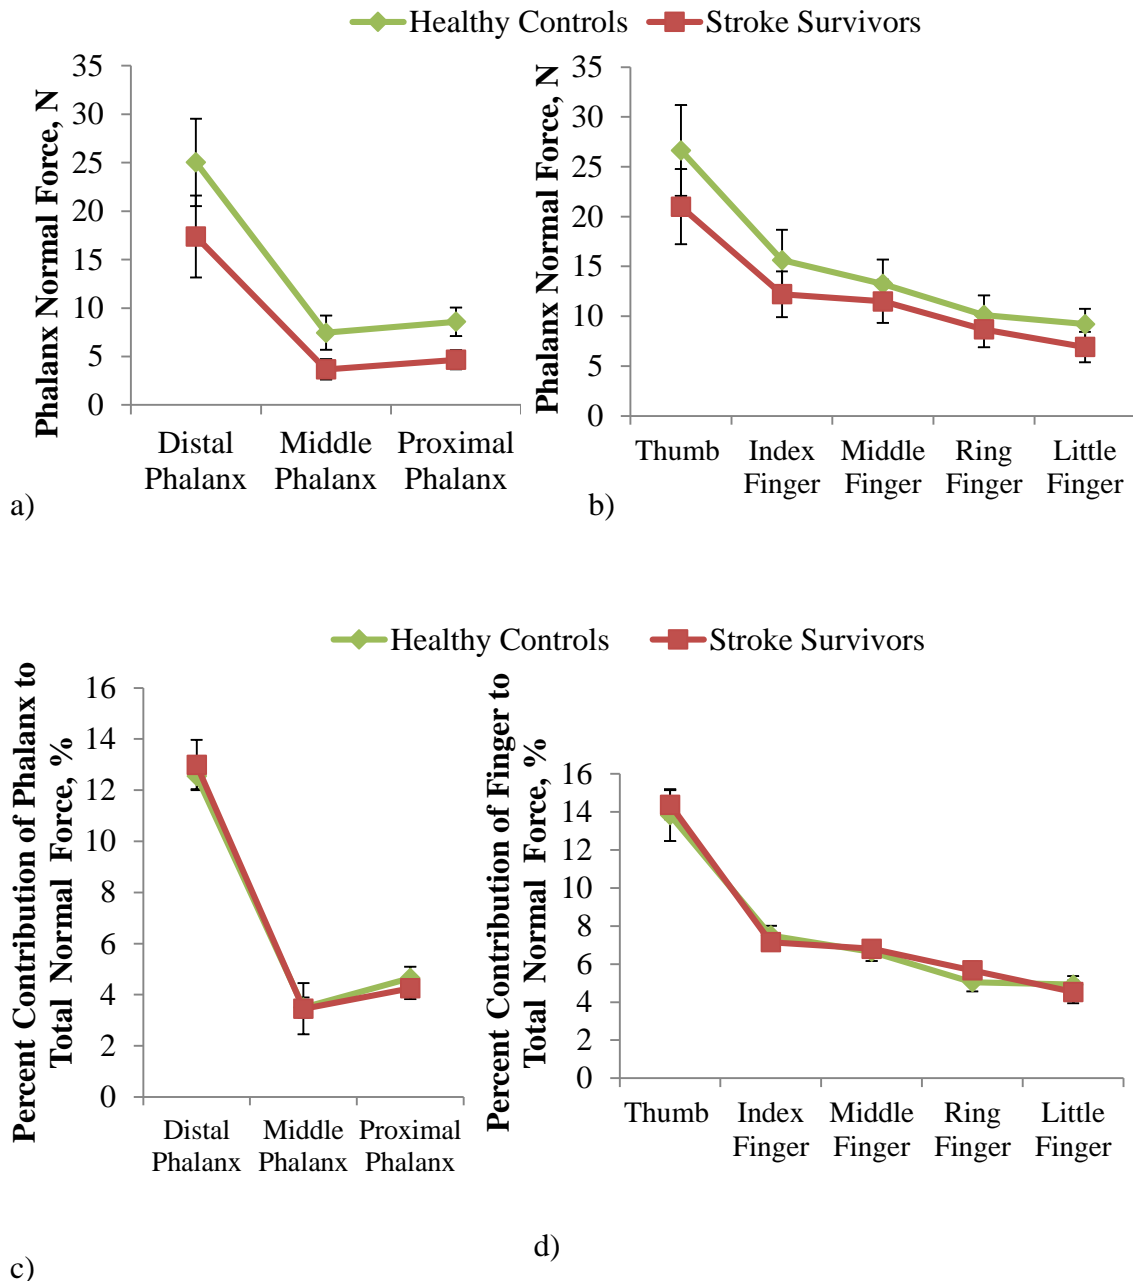 Healthy Controls Stroke Survivors
Phalanx Normal Force, N
35
30
25
20
15
10
5
0
Distal Middle Proximal
Phalanx Phalanx Phalanx
a)
Phalanx Normal Force, N
35
30
25
20
15
10
5
0
Thumb Index Middle Ring Little
Finger Finger Finger Finger
b)
Healthy Controls Stroke Survivors
Percent Contribution of Phalanx to
Total Normal Force, %
16
14
12
10
8
6
4
2
0
Distal Middle Proximal
Phalanx Phalanx Phalanx
c)
Percent Contribution of Finger to
Total Normal Force, %
16
14
12
10
8
6
4
2
0
Thumb Index Middle Ring Little
Finger Finger Finger Finger
d)